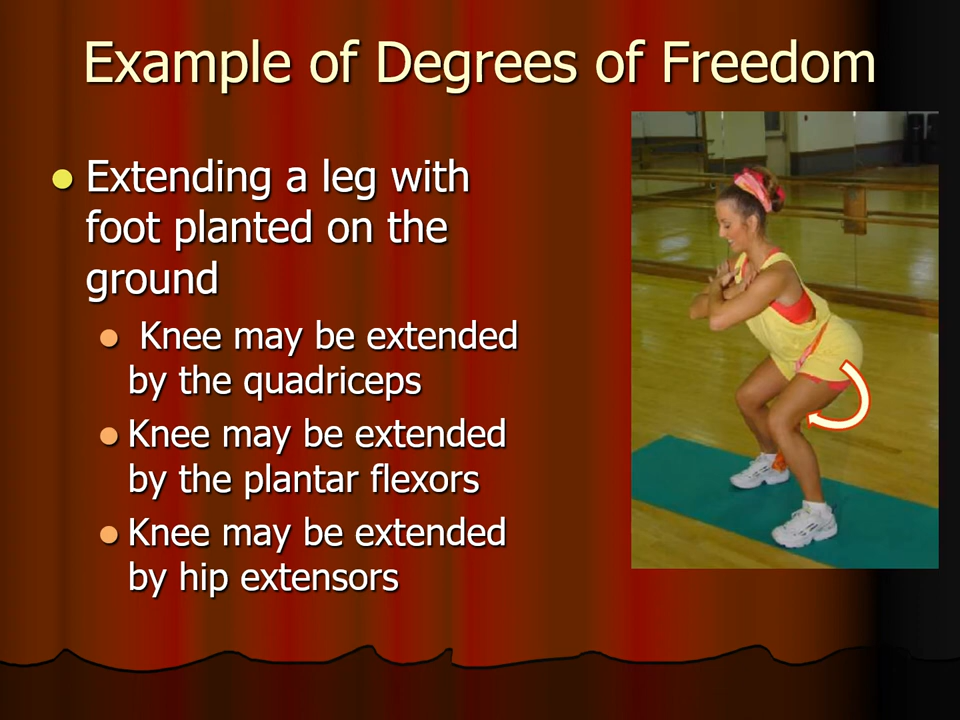 Example of Degrees of Freedom
Extending a leg with
foot planted on the
ground
Knee may be extended
by the quadriceps
Knee may be extended
by the plantar flexors
Knee may be extended
by hip extensors